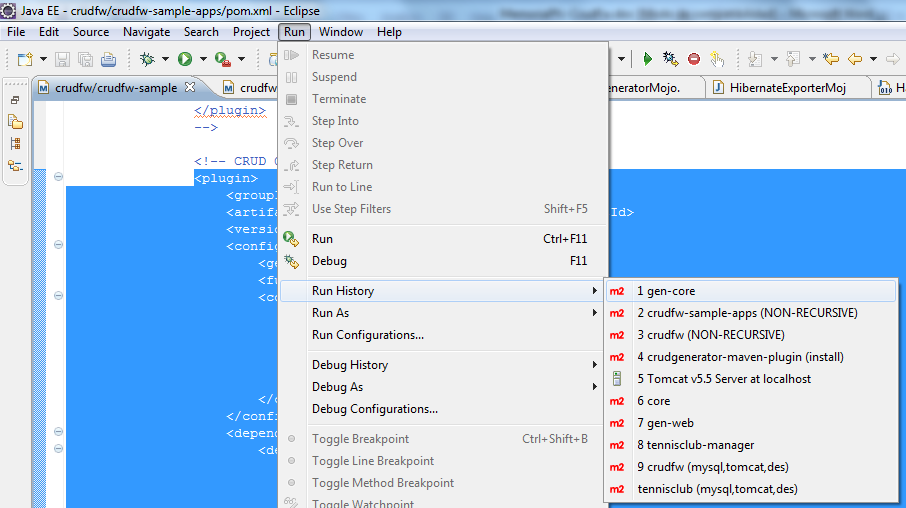 Java EE - crudfw/crudfw-sample-apps/pom.xml - Eclipse
File Edit Source Navigate Search Project Run Window Help
crudfw/crudfw-sample
crudfw
eneratorMojo.
HibernateExporterMoj
</plugin>
-->
<!-- CRUD
<plugin>
<group
<artifa
Id>
<versio
<config
<ge
<fu
<co
</c
</confi
<depend
<de
Resume
Suspend
Terminate
Step Into
Step Over
Step Return
Run to Line
Use Step Filters Shift+F5
Run Ctrl+F11
Debug F11
Run History
Run As
Run Configurations...
Debug History
Debug As
Debug Configurations...
Toggle Breakpoint Ctrl+Shift+B
Toggle Line Breakpoint
Toggle Method Breakpoint
Toggle Watchpoint
m2 1 gen-core
m2 2 crudfw-sample-apps (NON-RECURSIVE)
m2 3 crudfw (NON-RECURSIVE)
m2 4 crudgenerator-maven-plugin (install)
5 Tomcat v5.5 Server at localhost
m2 6 core
m2 7 gen-web
m2 8 tennisclub-manager
m2 9 crudfw (mysql,tomcat,des)
m2 tennisclub (mysql,tomcat,des)